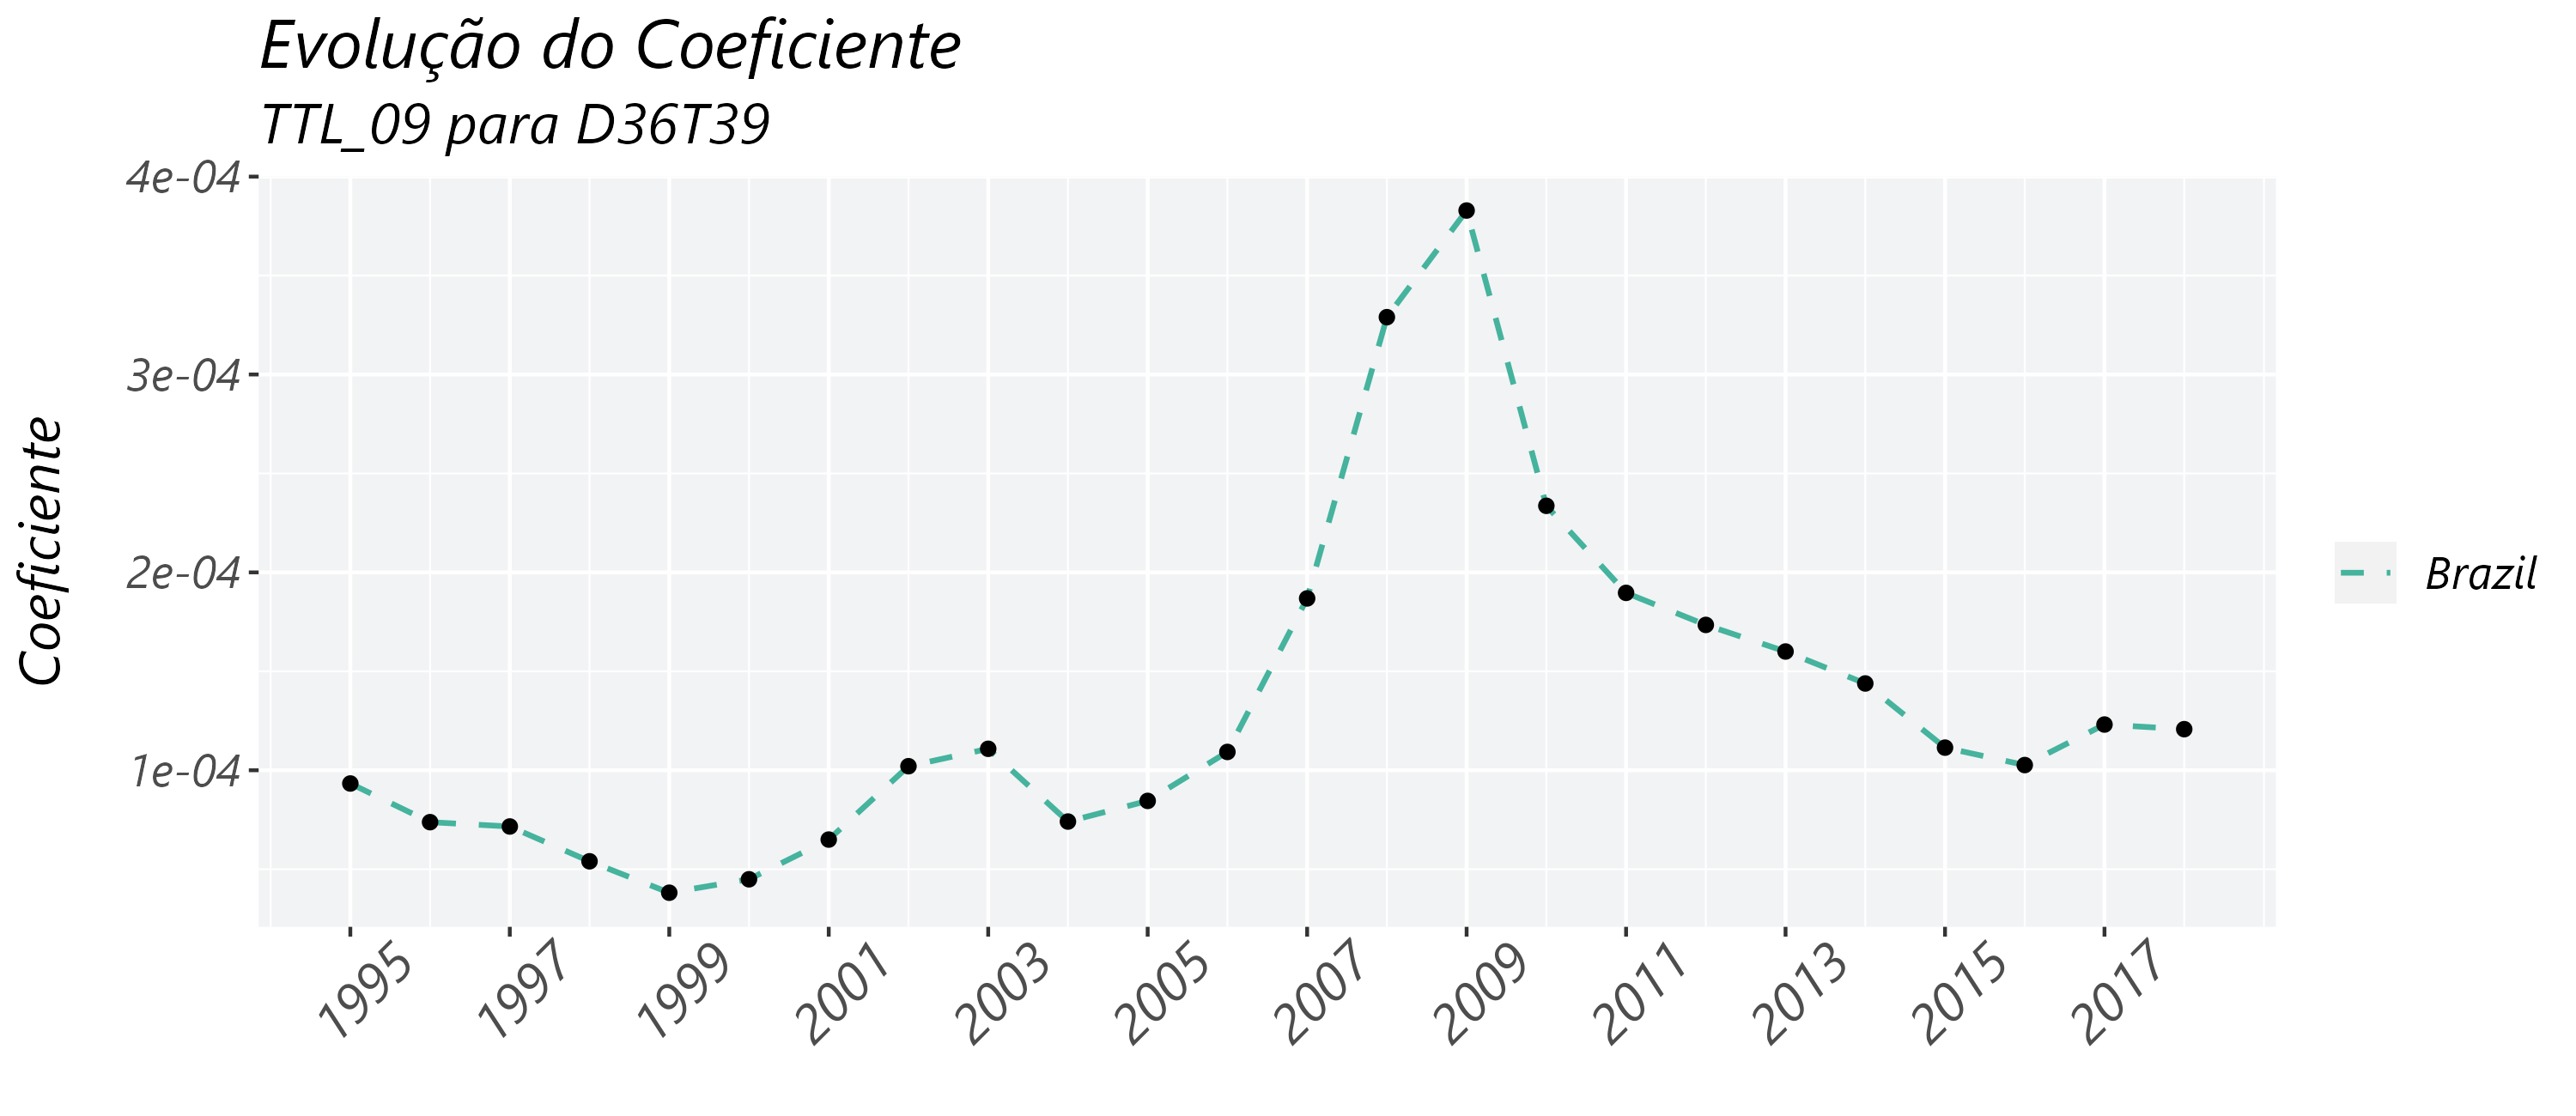 Evolução do Coeficiente
TTL_09 para D36T39
4e-04
3e-04
2e-04
1e-04
Coeficiente
1995
1997
1999
2001
2003
2005
2007
2009
2011
2013
2015
2017
Brazil